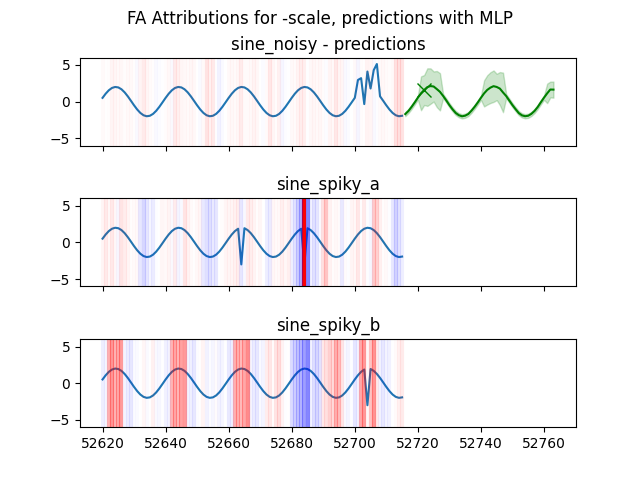 FA Attributions for -scale, predictions with MLP
sine_noisy - predictions
5
0
−5
sine_spiky_a
5
0
−5
sine_spiky_b
5
0
−5
52620 52640 52660 52680 52700 52720 52740 52760